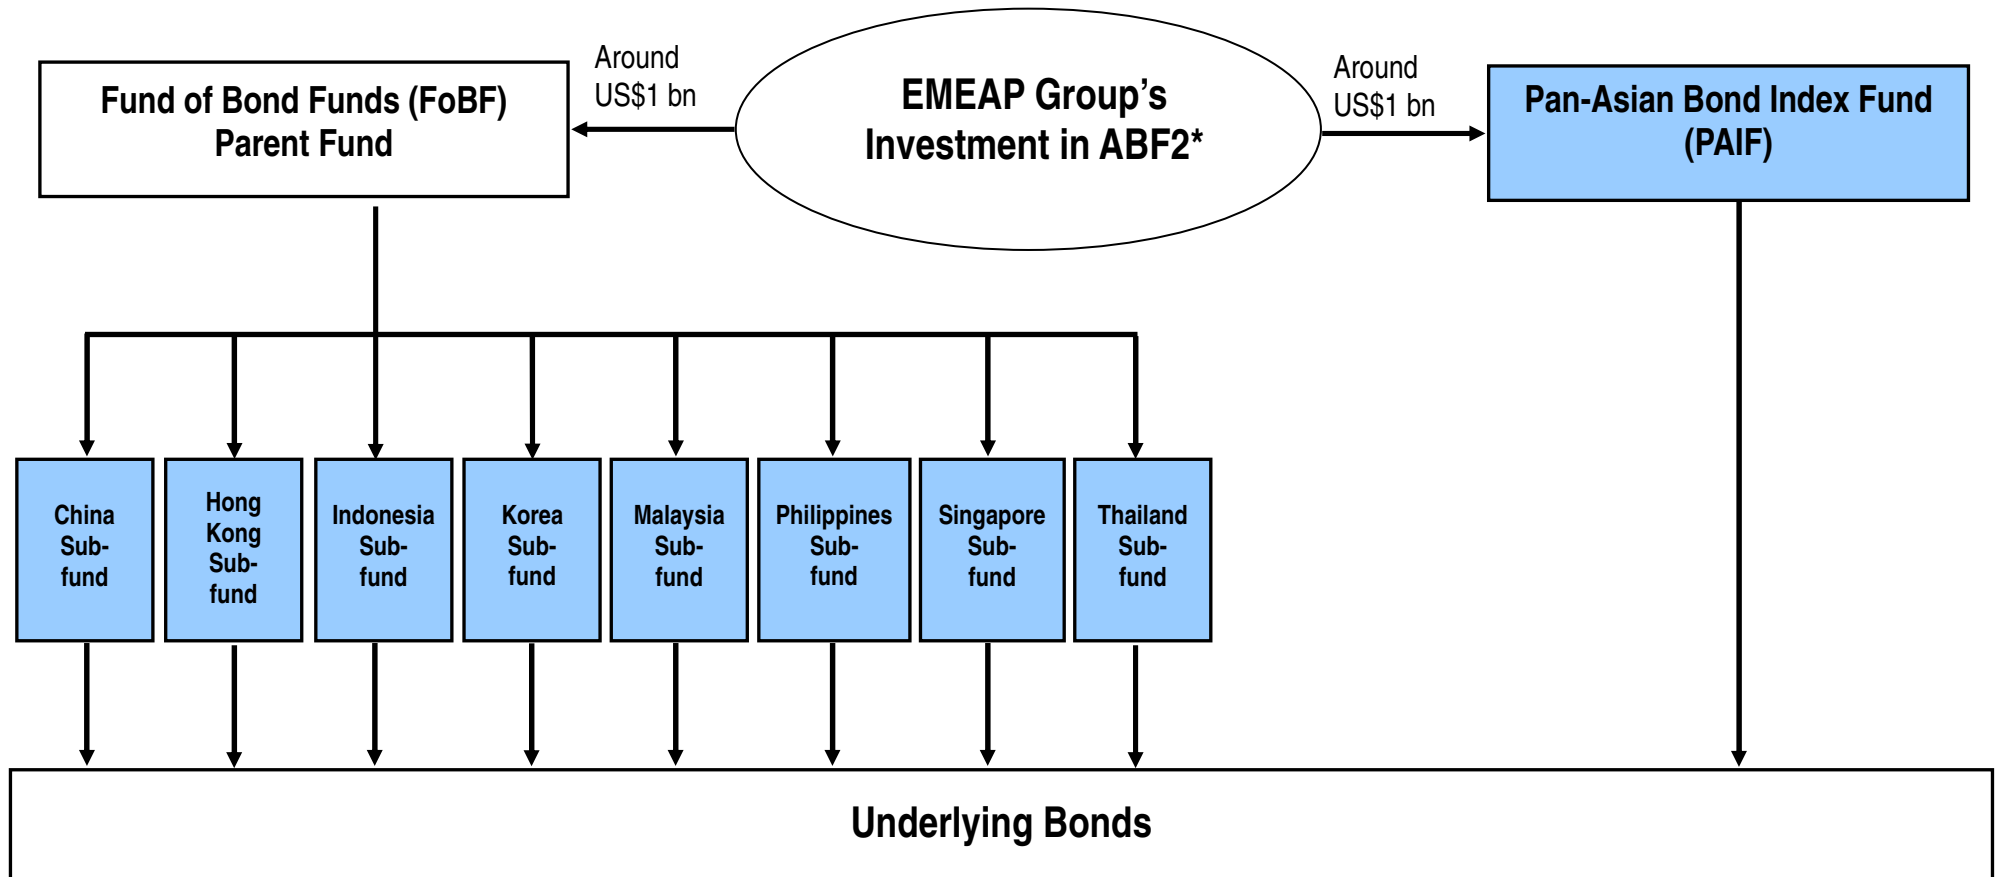 Fund of Bond Funds (FoBF)
Parent Fund
Around
US$1 bn
EMEAP Group's
Investment in ABF2*
Around
US$1 bn
Pan-Asian Bond Index Fund
(PAIF)
China
Sub-
fund
Hong
Kong
Sub-
fund
Indonesia
Sub-
fund
Korea
Sub-
fund
Malaysia
Sub-
fund
Philippines
Sub-
fund
Singapore
Sub-
fund
Thailand
Sub-
fund
Underlying Bonds